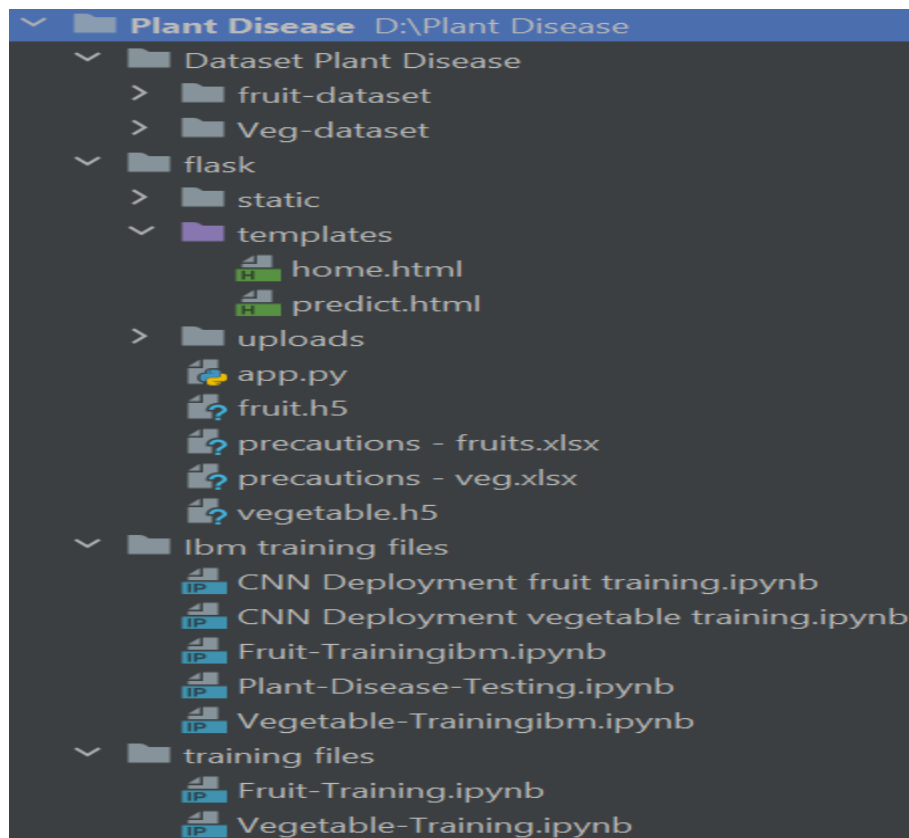 Plant Disease D:\Plant Disease
Dataset Plant Disease
fruit-dataset
Veg-dataset
flask
static
templates
home.html
predict.html
uploads
app.py
fruit.h5
precautions - fruits.xlsx
precautions - veg.xlsx
vegetable.h5
Ibm training files
CNN Deployment fruit training.ipynb
CNN Deployment vegetable training.ipynb
Fruit-Trainingibm.ipynb
Plant-Disease-Testing.ipynb
Vegetable-Trainingibm.ipynb
training files
Fruit-Training.ipynb
Vegetable-Training.ipynb